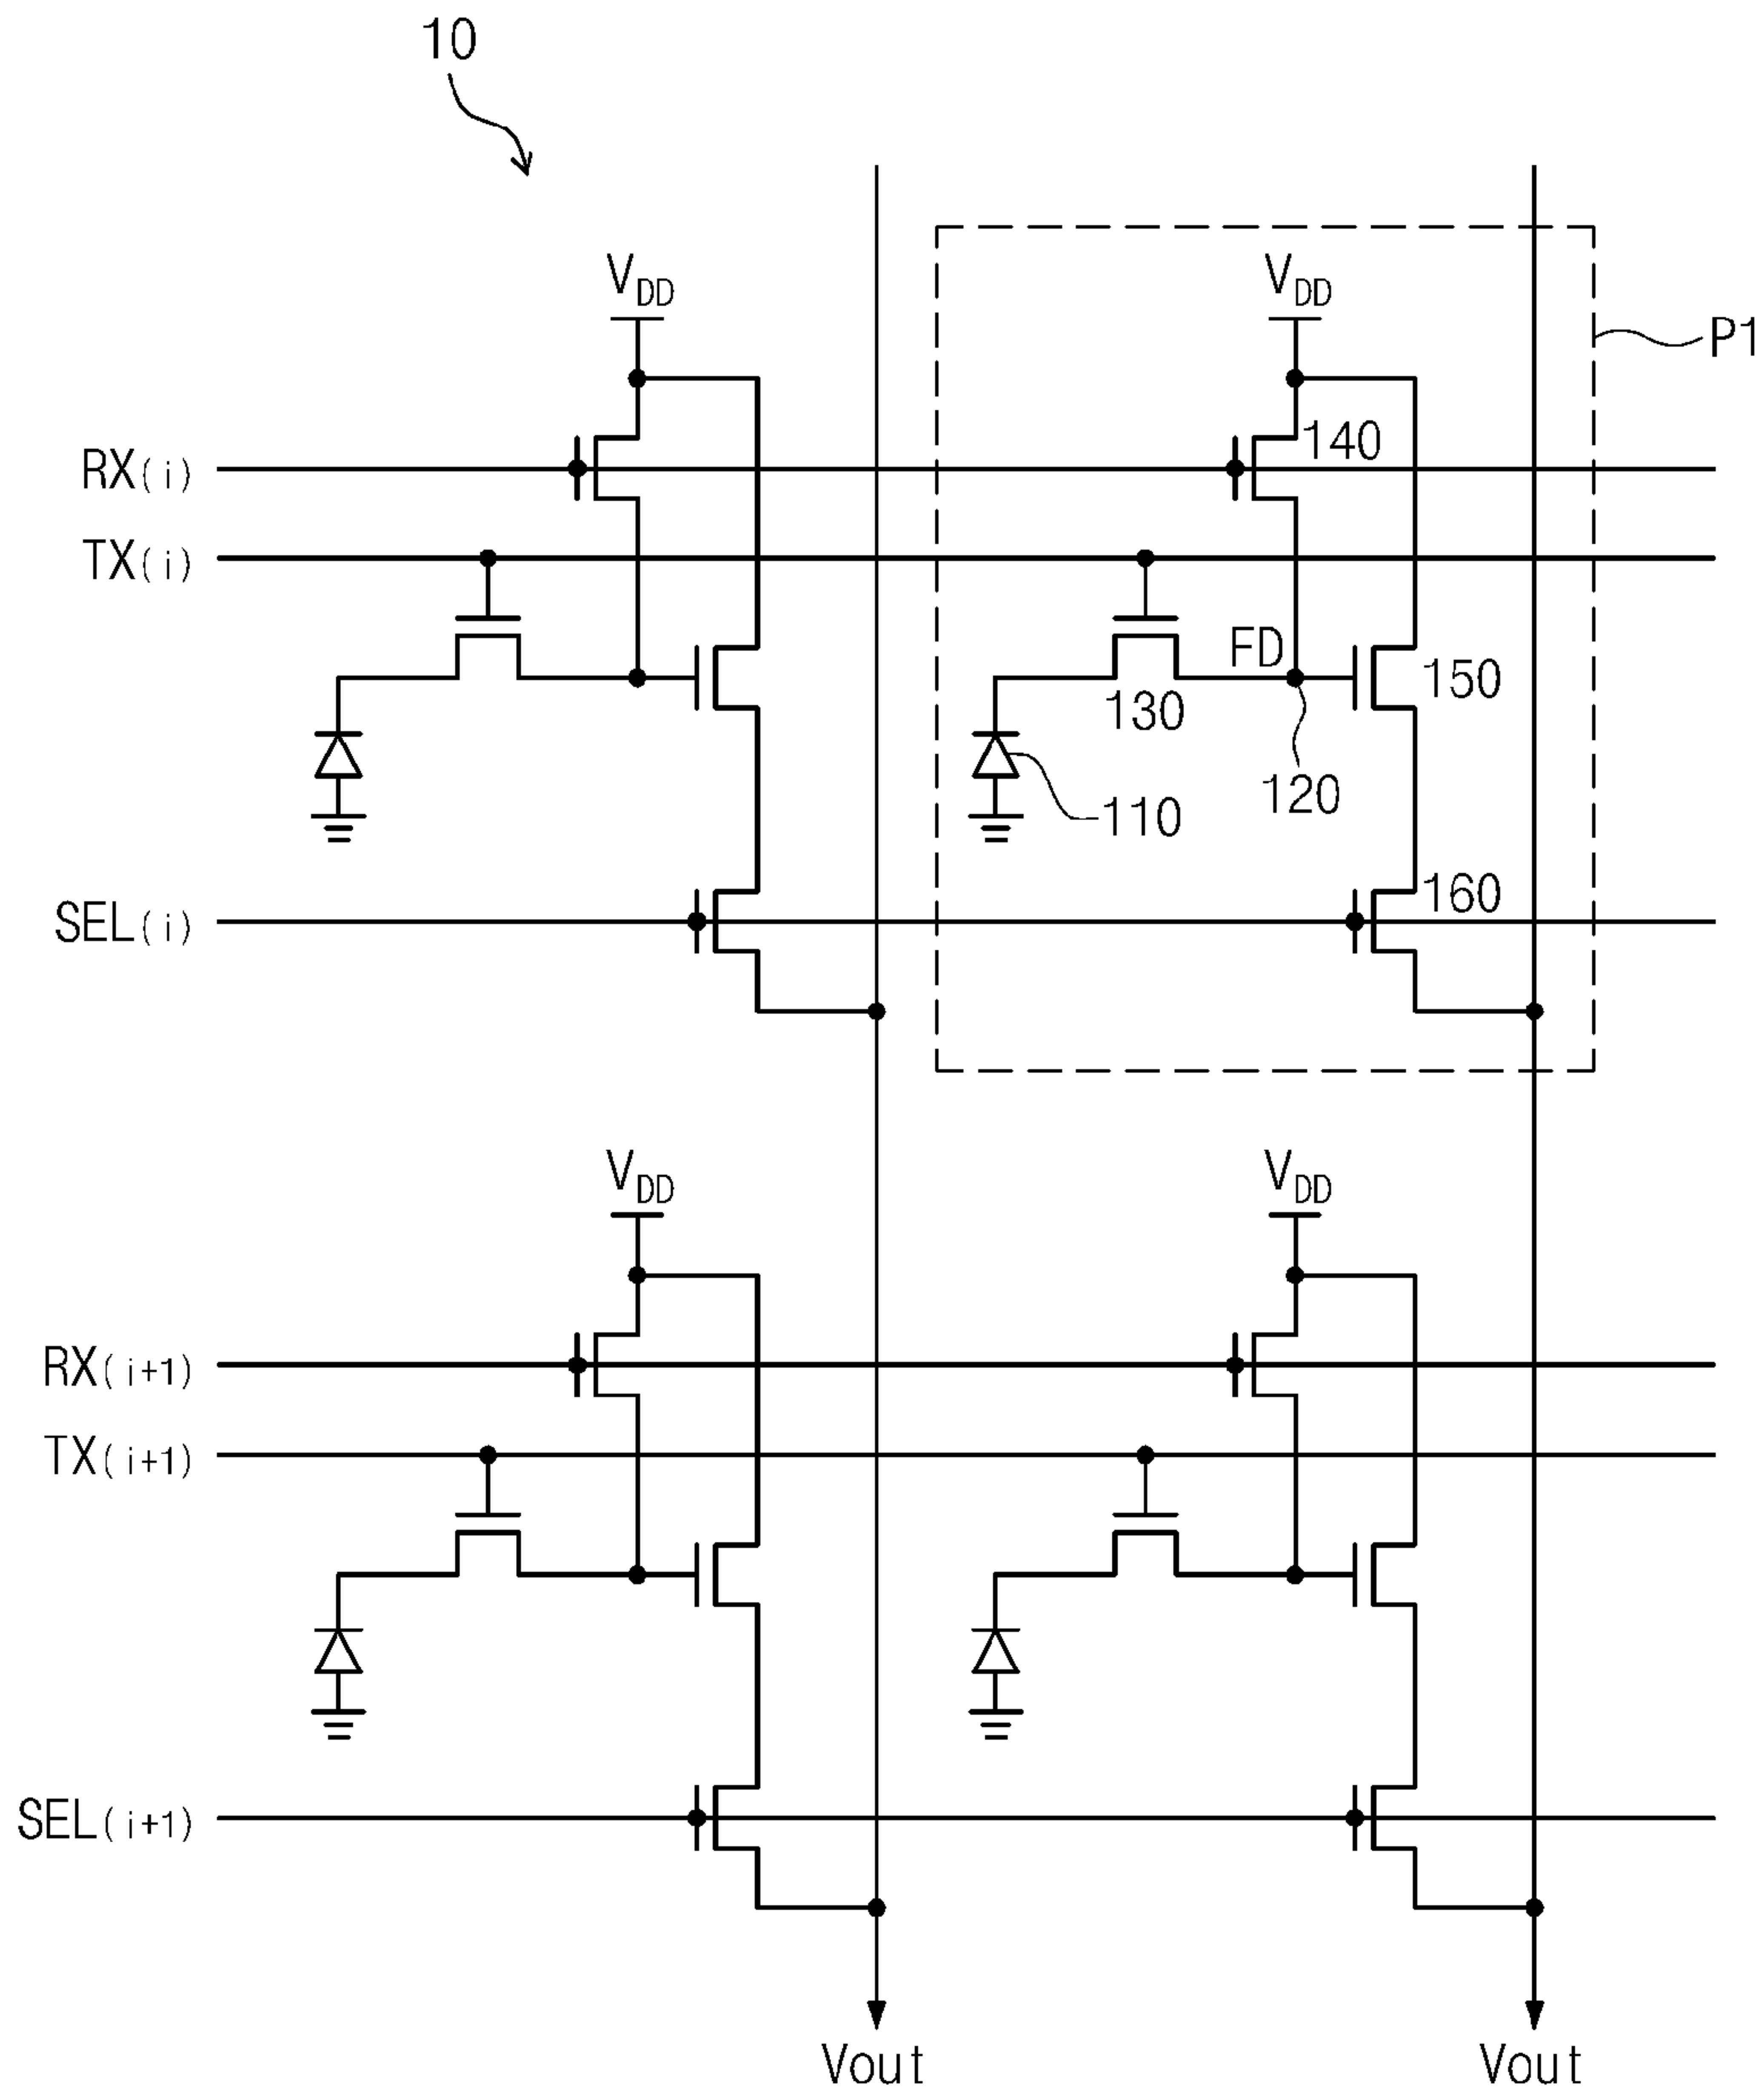 10
VDD VDD
P1
140
RX(i)
TX(i)
FD
150
130
120
110
160
SEL(i)
VDD VDD
RX(i+1)
TX(i+1)
SEL(i+1)
Vout Vout